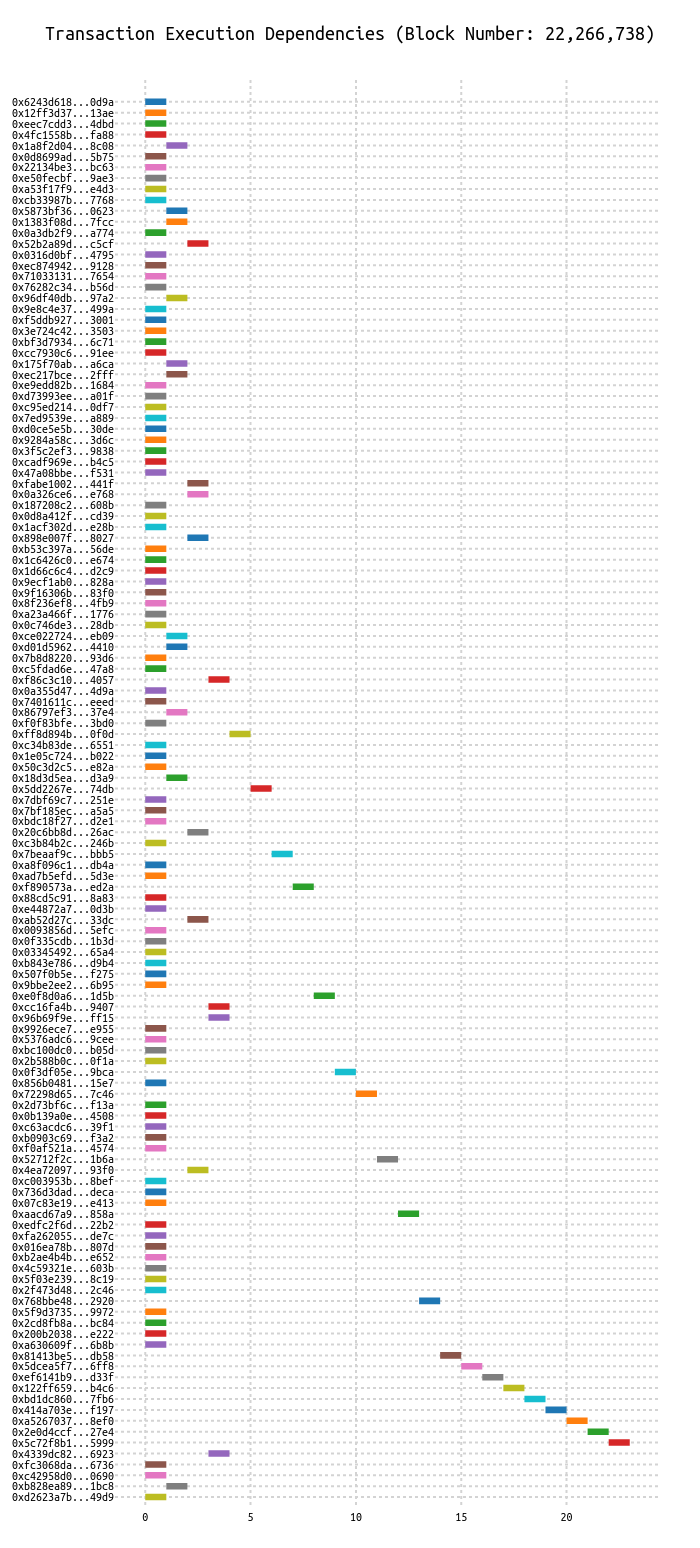 Transaction Execution Dependencies (Block Number: 22,266,738)
0x6243d618...0d9a
0x12ff3d37...13ae
0xeec7cdd3...4dbd
0x4fc1558b...fa88
0x1a8f2d04...8c08
0x0d8699ad...5b75
0x22134be3...bc63
0xe50fecbf...9ae3
0xa53f17f9...e4d3
0xcb33987b...7768
0x5873bf36...0623
0x1383f08d...7fcc
0x0a3db2f9...a774
0x52b2a89d...c5cf
0x0316d0bf...4795
0xec874942...9128
0x71033131...7654
0x76282c34...b56d
0x96df40db...97a2
0x9e8c4e37...499a
0xf5ddb927...3001
0x3e724c42...3503
0xbf3d7934...6c71
0xcc7930c6...91ee
0x175f70ab...a6ca
0xec217bce...2fff
0xe9edd82b...1684
0xd73993ee...a01f
0xc95ed214...0df7
0x7ed9539e...a889
0xd0ce5e5b...30de
0x9284a58c...3d6c
0x3f5c2ef3...9838
0xcadf969e...b4c5
0x47a08bbe...f531
0xfabe1002...441f
0x0a326ce6...e768
0x187208c2...608b
0x0d8a412f...cd39
0x1acf302d...e28b
0x898e007f...8027
0xb53c397a...56de
0x1c6426c0...e674
0x1d66c6c4...d2c9
0x9ecf1ab0...828a
0x9f16306b...83f0
0x8f236ef8...4fb9
0xa23a466f...1776
0x0c746de3...28db
0xce022724...eb09
0xd01d5962...4410
0x7b8d8220...93d6
0xc5fdad6e...47a8
0xf86c3c10...4057
0x0a355d47...4d9a
0x7401611c...eeed
0x86797ef3...37e4
0xf0f83bfe...3bd0
0xff8d894b...0f0d
0xc34b83de...6551
0x1e05c724...b022
0x50c3d2c5...e82a
0x18d3d5ea...d3a9
0x5dd2267e...74db
0x7dbf69c7...251e
0x7bf185ec...a5a5
0xbdc18f27...d2e1
0x20c6bb8d...26ac
0xc3b84b2c...246b
0x7beaaf9c...bbb5
0xa8f096c1...db4a
0xad7b5efd...5d3e
0xf890573a...ed2a
0x88cd5c91...8a83
0xe44872a7...0d3b
0xab52d27c...33dc
0x0093856d...5efc
0x0f335cdb...1b3d
0x03345492...65a4
0xb843e786...d9b4
0x507f0b5e...f275
0x9bbe2ee2...6b95
0xe0f8d0a6...1d5b
0xcc16fa4b...9407
0x96b69f9e...ff15
0x9926ece7...e955
0x5376adc6...9cee
0xbc100dc0...b05d
0x2b588b0c...0f1a
0x0f3df05e...9bca
0x856b0481...15e7
0x72298d65...7c46
0x2d73bf6c...f13a
0x0b139a0e...4508
0xc63acdc6...39f1
0xb0903c69...f3a2
0xf0af521a...4574
0x52712f2c...1b6a
0x4ea72097...93f0
0xc003953b...8bef
0x736d3dad...deca
0x07c83e19...e413
0xaacd67a9...858a
0xedfc2f6d...22b2
0xfa262055...de7c
0x016ea78b...807d
0xb2ae4b4b...e652
0x4c59321e...603b
0x5f03e239...8c19
0x2f473d48...2c46
0x768bbe48...2920
0x5f9d3735...9972
0x2cd8fb8a...bc84
0x200b2038...e222
0xa630609f...6b8b
0x81413be5...db58
0x5dcea5f7...6ff8
0xef6141b9...d33f
0x122ff659...b4c6
0xbd1dc860...7fb6
0x414a703e...f197
0xa5267037...8ef0
0x2e0d4ccf...27e4
0x5c72f8b1...5999
0x4339dc82...6923
0xfc3068da...6736
0xc42958d0...0690
0xb828ea89...1bc8
0xd2623a7b...49d9
0 5 10 15 20